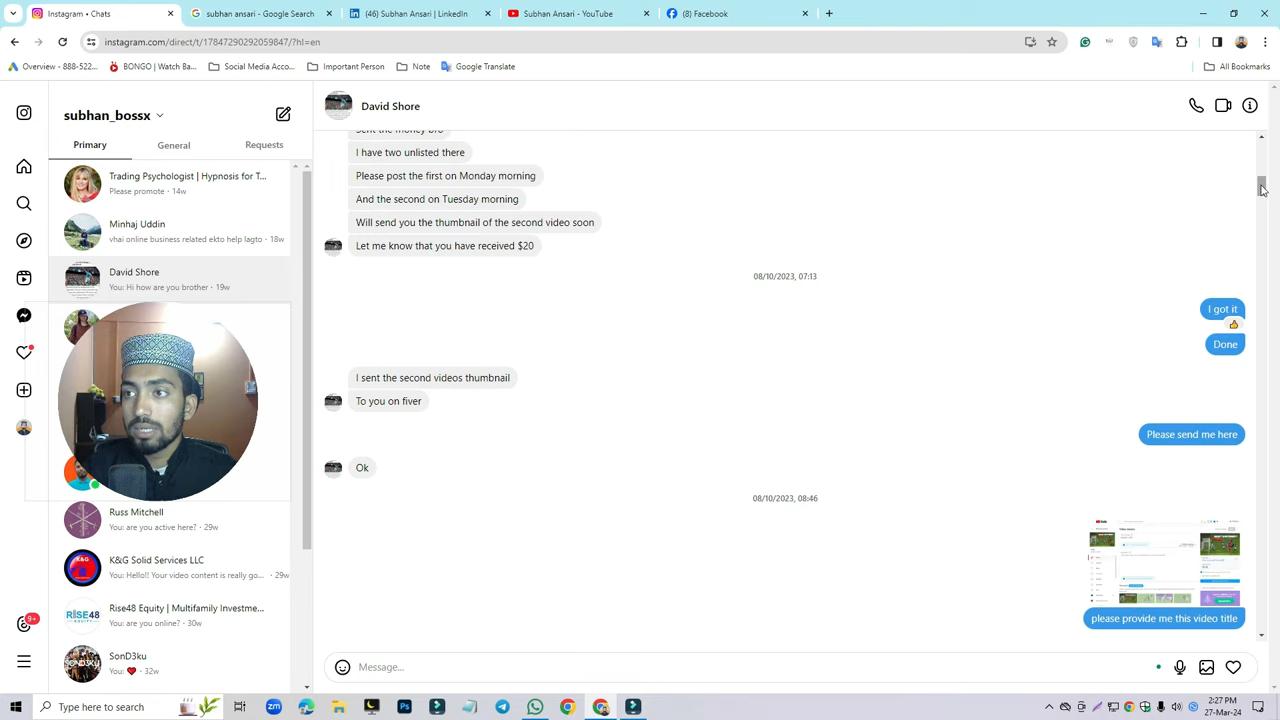 Instagram • Chats
subhan ansari - Google Search
(46) Subhan Ansari | LinkedIn
Subhan Ansari - YouTube
(8) Facebook
instagram.com/direct/t/17847290292059847/?hl=en
Overview - 888-522...
BONGO | Watch Ba...
Social Media Acco...
Important Person
Note
Google Translate
All Bookmarks
subhan_bossx
Primary
General
Requests
Trading Psychologist | Hypnosis for T...
Please promote · 14w
Minhaj Uddin
vhai online business related ekto help lagto · 18w
David Shore
You: Hi how are you brother · 19w
Russ Mitchell
You: are you active here? · 29w
K&G Solid Services LLC
You: Hello!! Your video content is really go... · 29w
Rise48 Equity | Multifamily Investme...
You: are you online? · 30w
SonD3ku
You: ❤️ · 32w
9+
David Shore
Sent the money bro
I have two unlisted there
Please post the first on Monday morning
And the second on Tuesday morning
Will send you the thumbnail of the second video soon
Let me know that you have received $20
08/10/2023, 07:13
I got it
👍
Done
I sent the second videos thumbnail
To you on fiver
Please send me here
Ok
08/10/2023, 08:46
please provide me this video title
Message...
Type here to search
2:27 PM
27-Mar-24